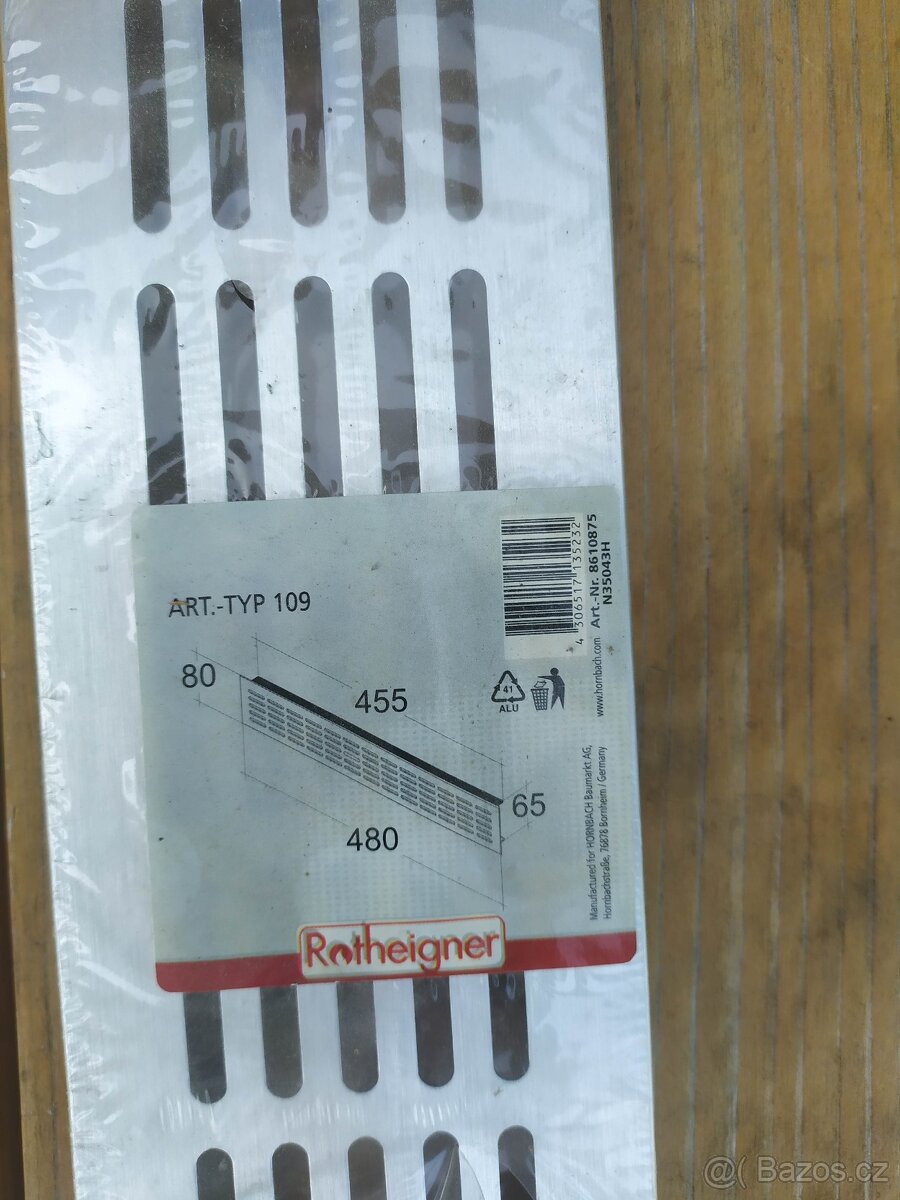 ART.-TYP 109
80
455
65
480
4 306517 135232
Art.-Nr. 8610875
N35043H
41
ALU
www.hornbach.com
Manufactured for HORNBACH Baumarkt AG,
Hornbachstraße, 76878 Bornheim / Germany
Rotheigner
@ Bazos.cz